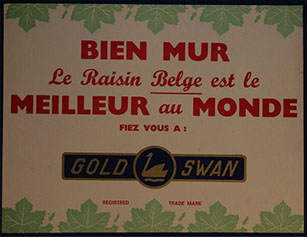 BIEN MUR
Le Raisin Belge est le
MEILLEUR au MONDE
FIEZ VOUS A :
GOLD SWAN
REGISTRED TRADE MARK